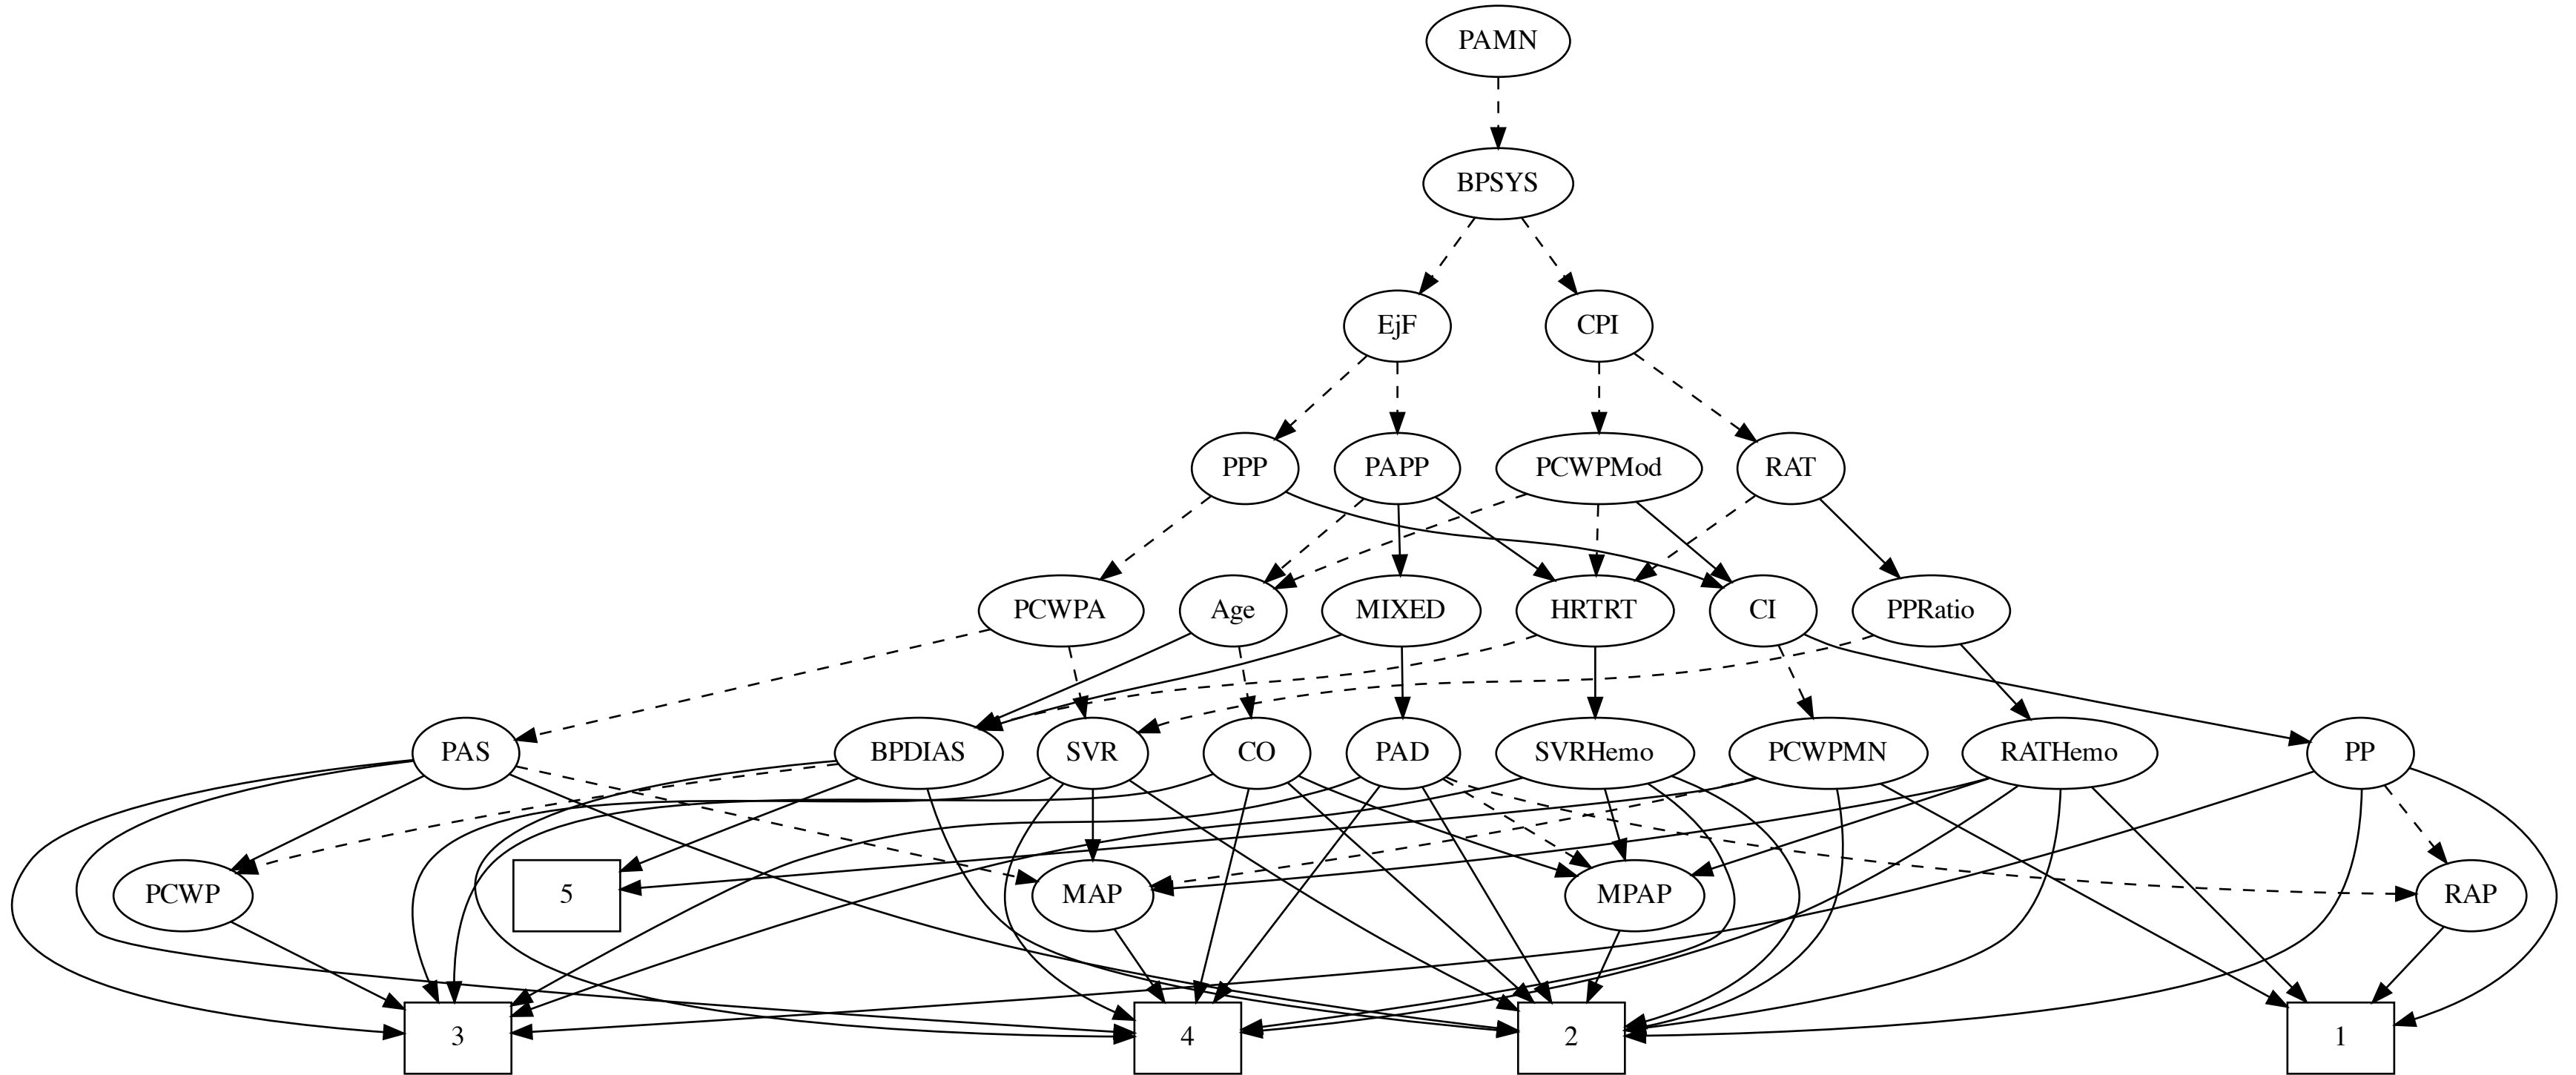 PAMN
BPSYS
EjF
CPI
PPP
PAPP
PCWPMod
RAT
PCWPA
Age
MIXED
HRTRT
CI
PPRatio
PAS
BPDIAS
SVR
CO
PAD
SVRHemo
PCWPMN
RATHemo
PP
PCWP
5
MAP
MPAP
RAP
3
4
2
1